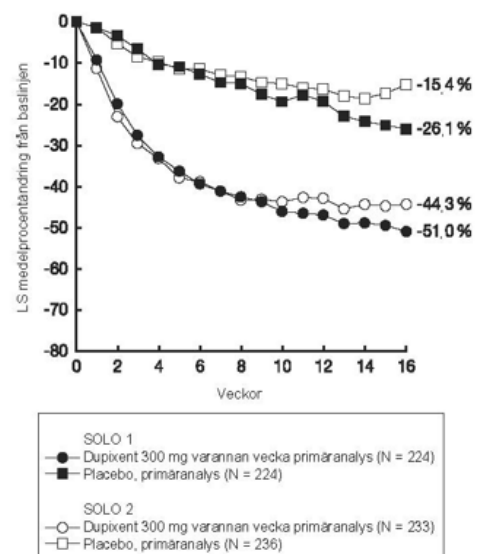 LS medelprocentändring från baslinjen
-0
-10
-20
-30
-40
-50
-60
-70
-80
-15,4 %
-26,1 %
-44,3 %
-51,0 %
0 2 4 6 8 10 12 14 16
Veckor
SOLO 1
Dupixent 300 mg varannan vecka primäranalys (N = 224)
Placebo, primäranalys (N = 224)
SOLO 2
Dupixent 300 mg varannan vecka primäranalys (N = 233)
Placebo, primäranalys (N = 236)